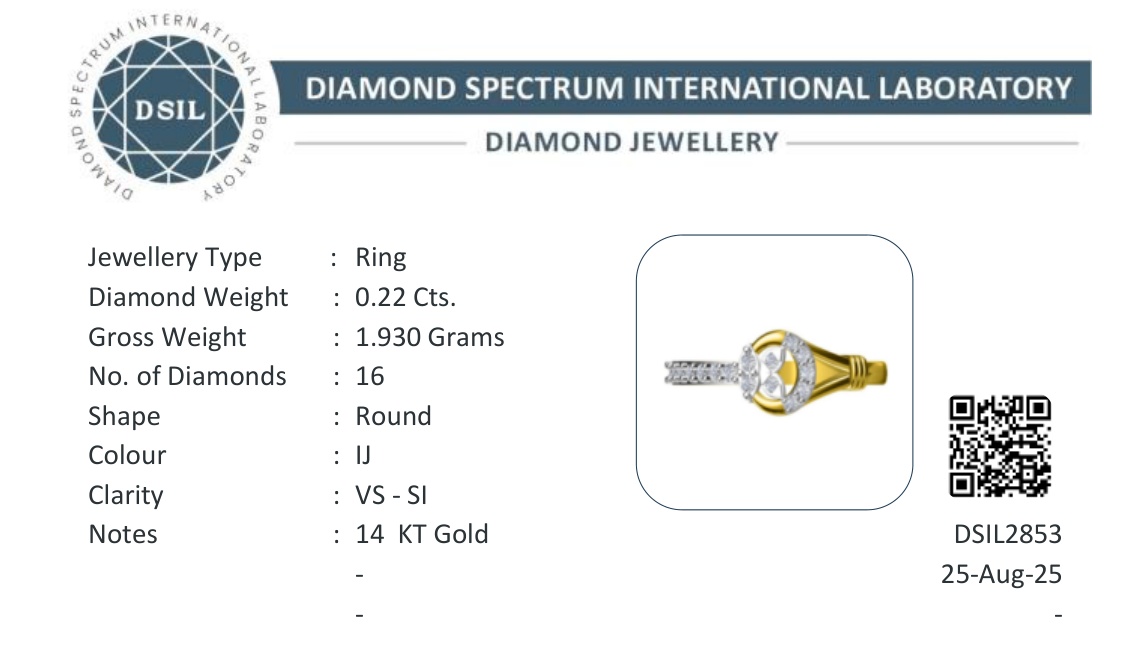 DIAMOND SPECTRUM INTERNATIONAL LABORATORY
DSIL
DIAMOND SPECTRUM INTERNATIONAL LABORATORY
DIAMOND JEWELLERY
Jewellery Type : Ring
Diamond Weight : 0.22 Cts.
Gross Weight : 1.930 Grams
No. of Diamonds : 16
Shape : Round
Colour : IJ
Clarity : VS - SI
Notes : 14 KT Gold
DSIL2853
-
25-Aug-25
-
-